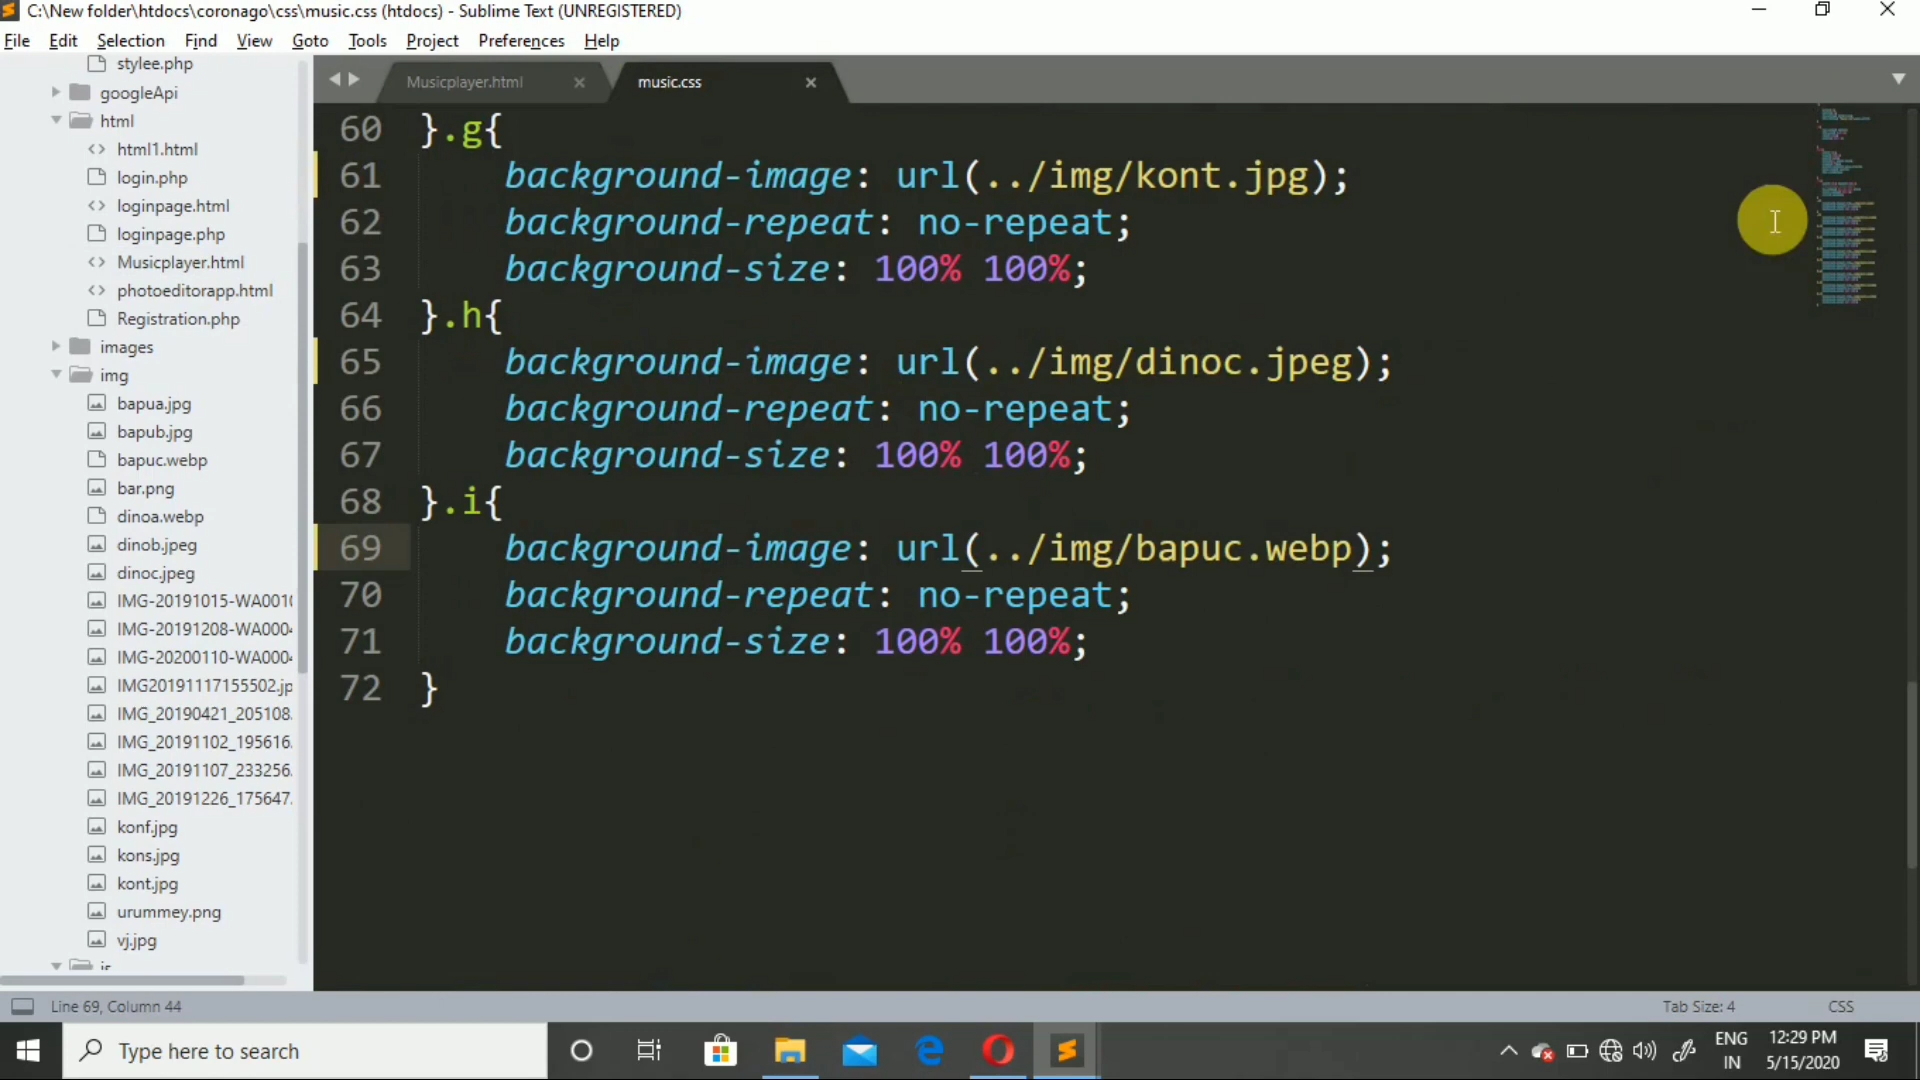 C:\New folder\htdocs\coronago\css\music.css (htdocs) - Sublime Text (UNREGISTERED)
File Edit Selection Find View Goto Tools Project Preferences Help
stylee.php
googleApi
html
html1.html
login.php
loginpage.html
loginpage.php
Musicplayer.html
photoeditorapp.html
Registration.php
images
img
bapua.jpg
bapub.jpg
bapuc.webp
bar.png
dinoa.webp
dinob.jpeg
dinoc.jpeg
IMG-20191015-WA001
IMG-20191208-WA000
IMG-20200110-WA000
IMG20191117155502.jp
IMG_20190421_205108.
IMG_20191102_195616.
IMG_20191107_233256.
IMG_20191226_175647.
konf.jpg
kons.jpg
kont.jpg
urummey.png
vj.jpg
Musicplayer.html × music.css ×
60 }.g{
61 background-image: url(../img/kont.jpg);
62 background-repeat: no-repeat;
63 background-size: 100% 100%;
64 }.h{
65 background-image: url(../img/dinoc.jpeg);
66 background-repeat: no-repeat;
67 background-size: 100% 100%;
68 }.i{
69 background-image: url(../img/bapuc.webp);
70 background-repeat: no-repeat;
71 background-size: 100% 100%;
72 }
Line 69, Column 44 Tab Size: 4 CSS
Type here to search
ENG 12:29 PM
IN 5/15/2020